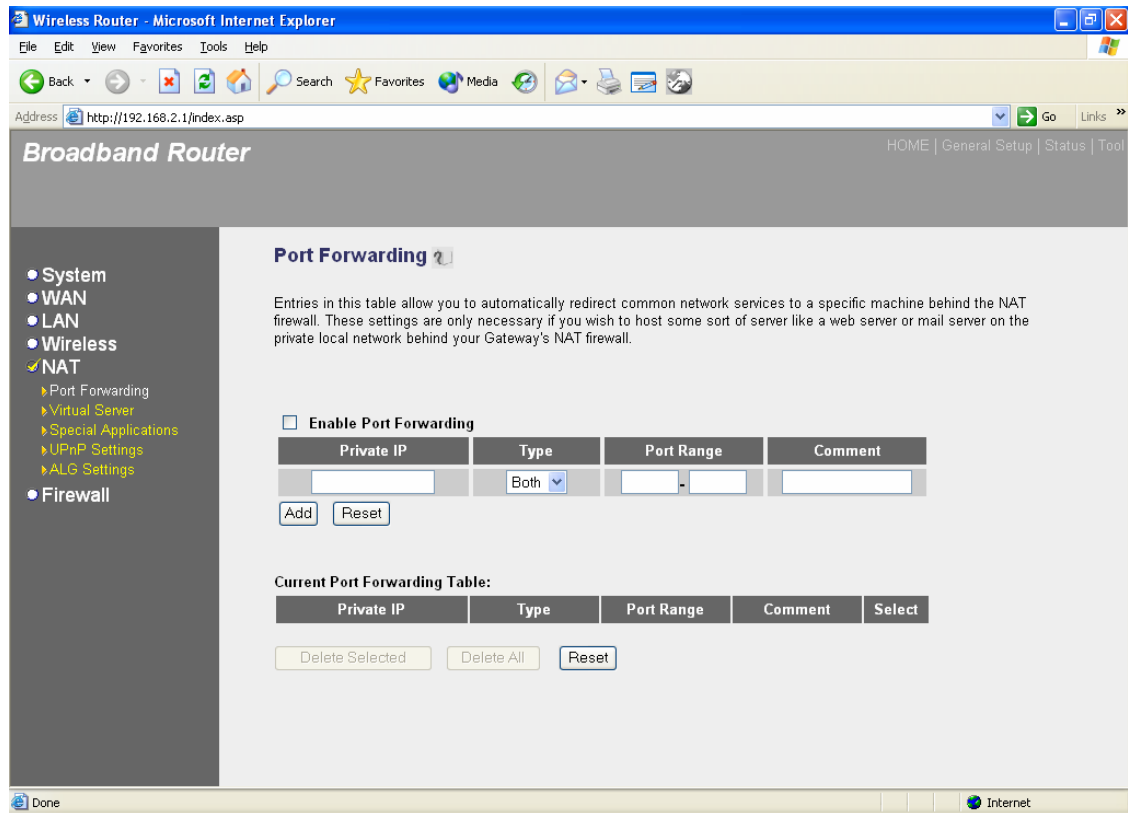 Wireless Router - Microsoft Internet Explorer
File Edit View Favorites Tools Help
Back Search Favorites Media
Address http://192.168.2.1/index.asp Go Links »
Broadband Router
HOME | General Setup | Status | Tool
System
WAN
LAN
Wireless
NAT
Port Forwarding
Virtual Server
Special Applications
UPnP Settings
ALG Settings
Firewall
Port Forwarding
Entries in this table allow you to automatically redirect common network services to a specific machine behind the NAT
firewall. These settings are only necessary if you wish to host some sort of server like a web server or mail server on the
private local network behind your Gateway's NAT firewall.
Enable Port Forwarding
Private IP Type Port Range Comment
Both -
Add Reset
Current Port Forwarding Table:
Private IP Type Port Range Comment Select
Delete Selected Delete All Reset
Done Internet